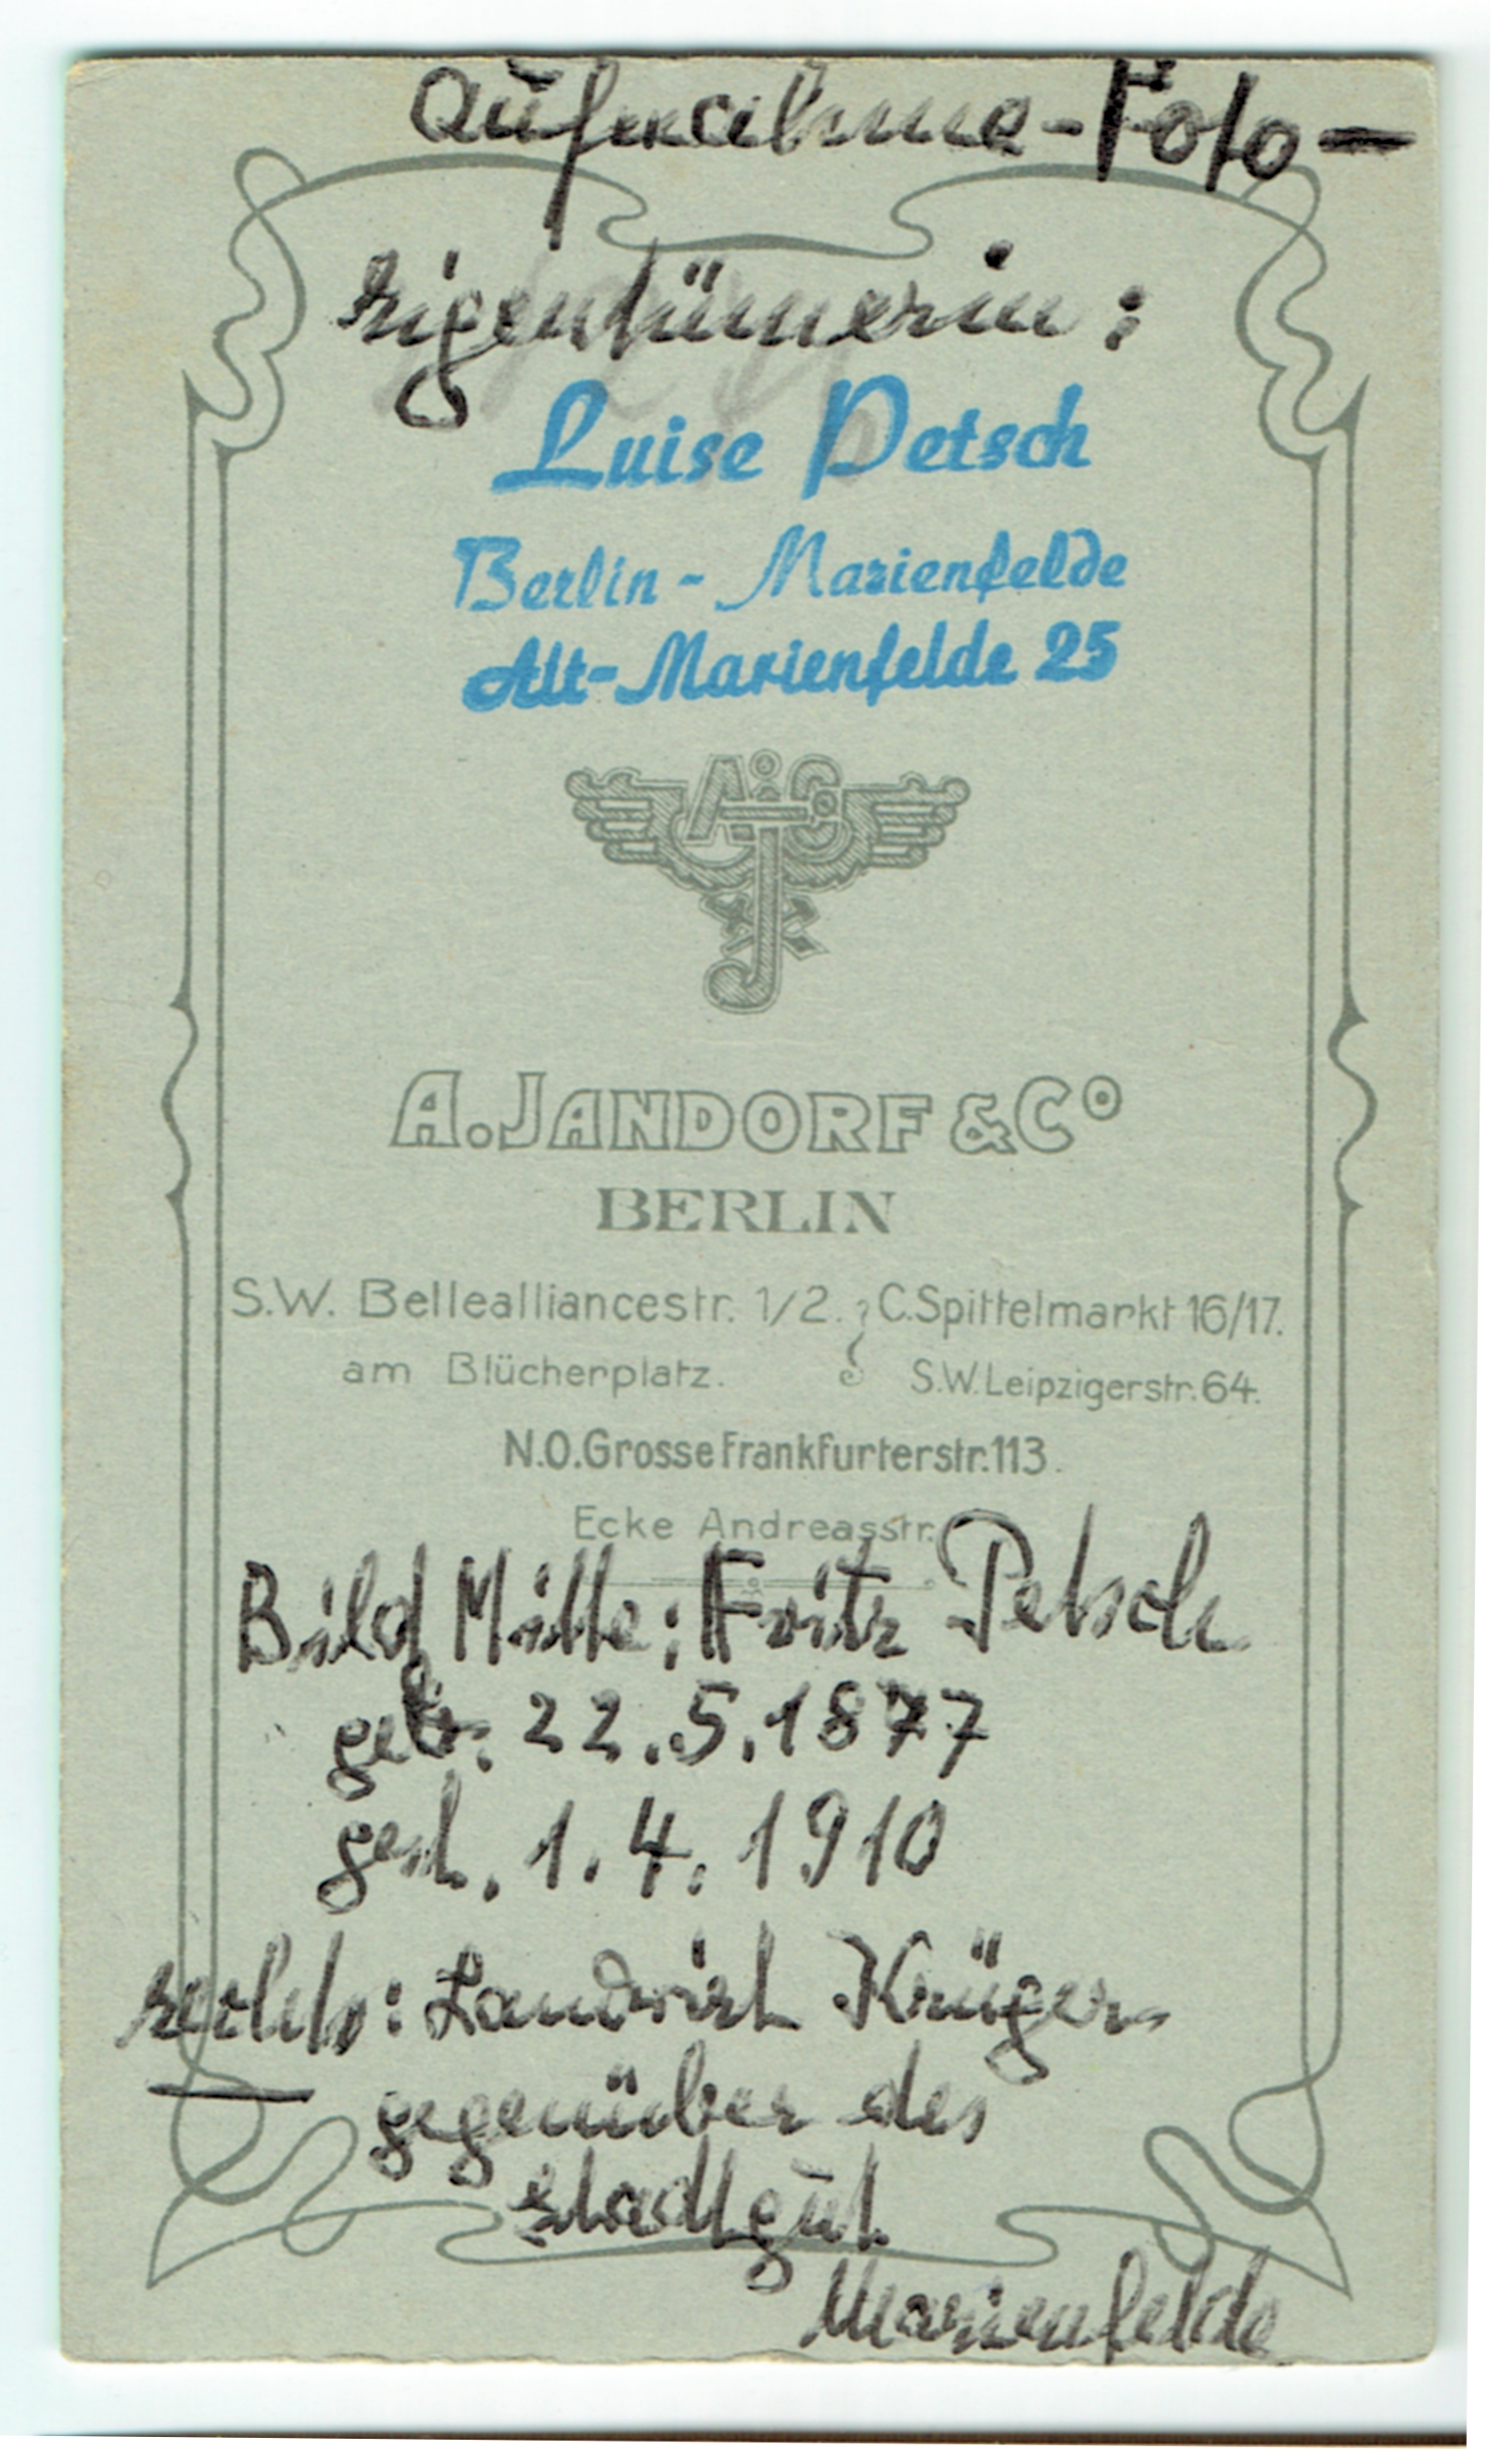 Aufnahme-Foto-
Eigentümerin:
Luise Petsch
Berlin-Marienfelde
Alt-Marienfelde 25
A & C
J
A. JANDORF & Cº
BERLIN
S.W. Bellealliancestr. 1/2. C. Spittelmarkt 16/17.
am Blücherplatz. S.W. Leipzigerstr. 64.
N.O. Grosse Frankfurterstr. 113.
Ecke Andreasstr.
Bild Mitte: Fritz Petsch
geb. 22.5.1877
gest. 1.4.1910
rechts: Landwirt Krüger
gegenüber des
Stadtgut
Marienfelde